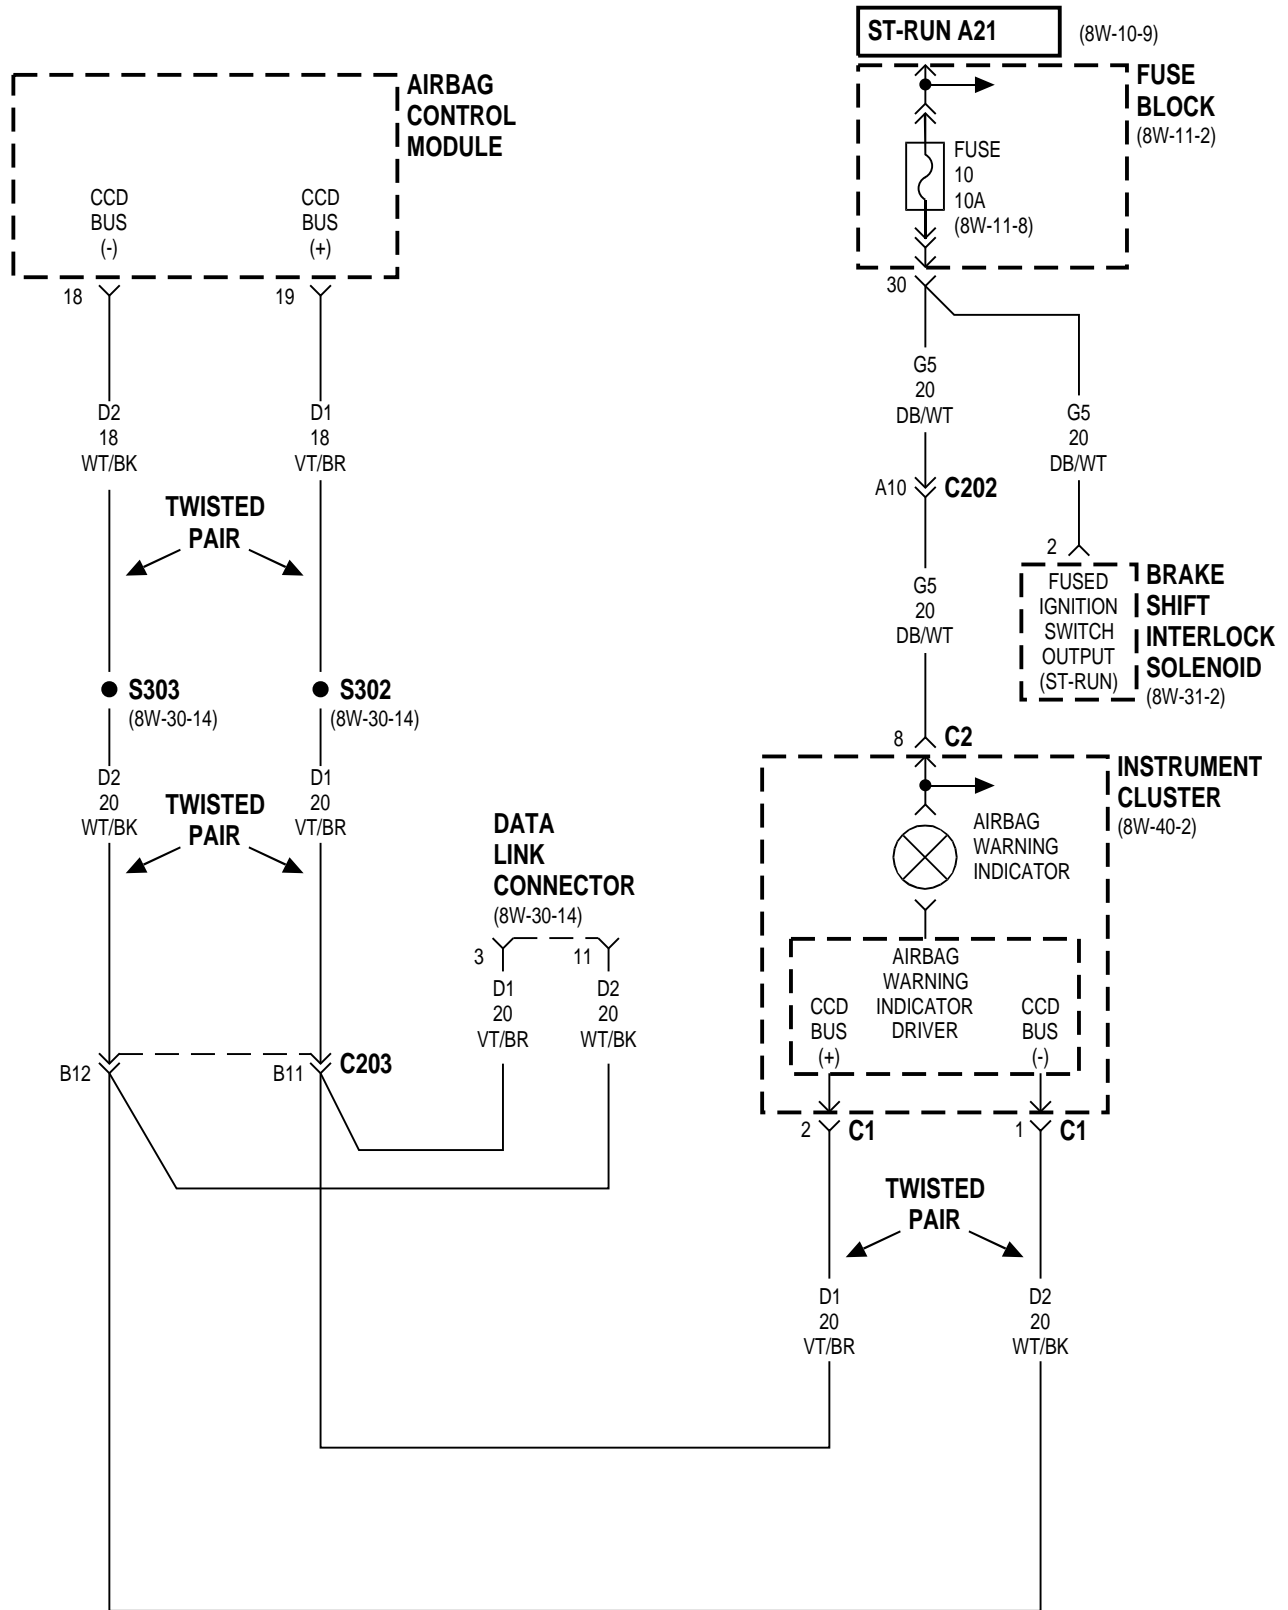 ST-RUN A21
(8W-10-9)
FUSE
BLOCK
(8W-11-2)
FUSE
10
10A
(8W-11-8)
30
AIRBAG
CONTROL
MODULE
CCD
BUS
(-)
CCD
BUS
(+)
18
19
D2
18
WT/BK
D1
18
VT/BR
TWISTED
PAIR
S303
(8W-30-14)
S302
(8W-30-14)
D2
20
WT/BK
TWISTED
PAIR
D1
20
VT/BR
DATA
LINK
CONNECTOR
(8W-30-14)
3
11
D1
20
VT/BR
D2
20
WT/BK
B12
B11
C203
G5
20
DB/WT
G5
20
DB/WT
A10
C202
G5
20
DB/WT
2
FUSED
IGNITION
SWITCH
OUTPUT
(ST-RUN)
BRAKE
SHIFT
INTERLOCK
SOLENOID
(8W-31-2)
8
C2
INSTRUMENT
CLUSTER
(8W-40-2)
AIRBAG
WARNING
INDICATOR
AIRBAG
WARNING
INDICATOR
DRIVER
CCD
BUS
(+)
CCD
BUS
(-)
2
C1
1
C1
TWISTED
PAIR
D1
20
VT/BR
D2
20
WT/BK